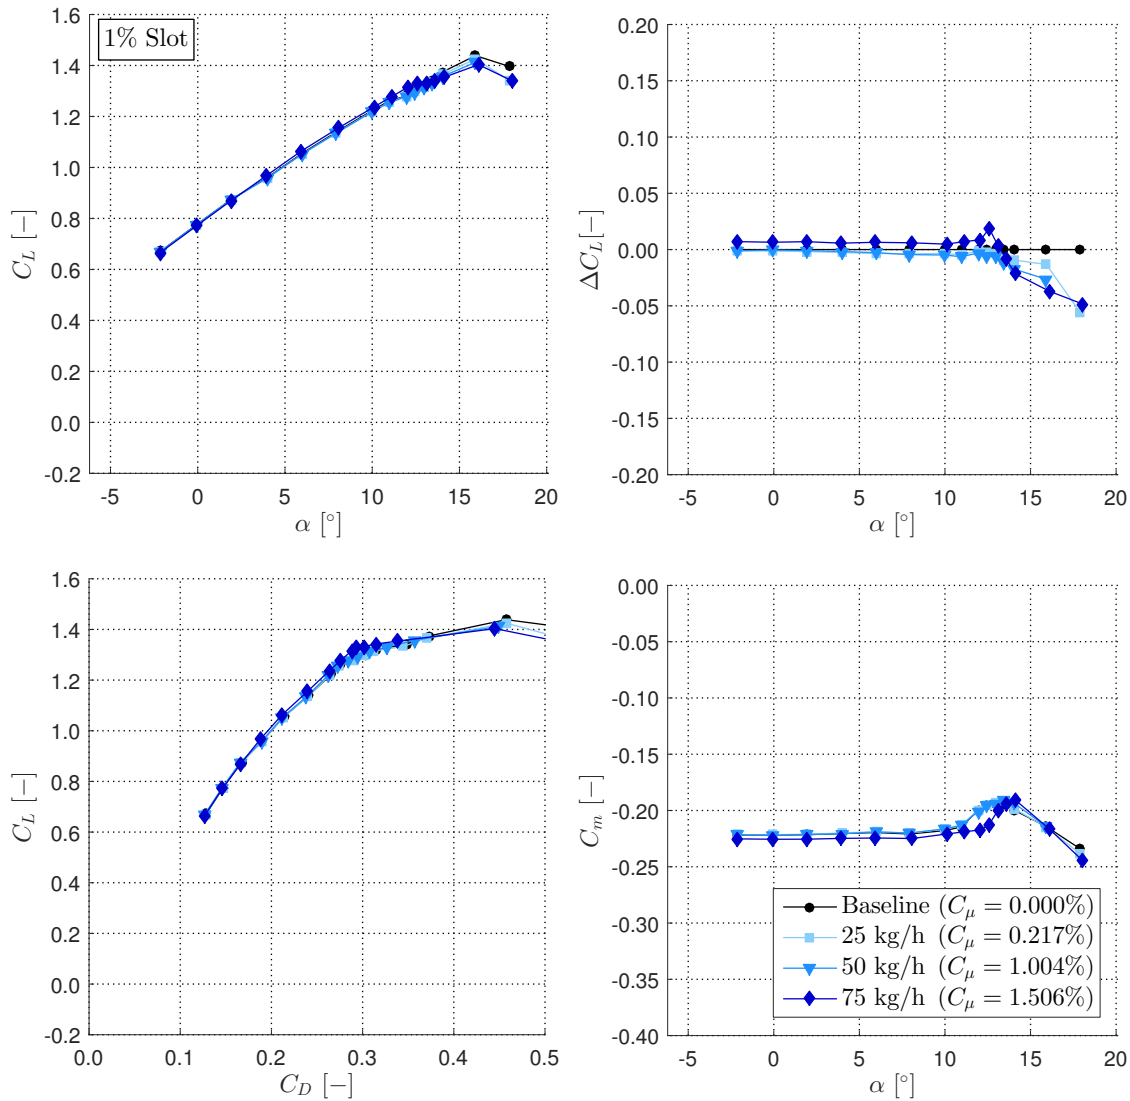 1% Slot
1.6
1.4
1.2
1.0
0.8
0.6
0.4
0.2
0.0
-0.2
C_L [−]
-5 0 5 10 15 20
α [°]
0.20
0.15
0.10
0.05
0.00
-0.05
-0.10
-0.15
-0.20
ΔC_L [−]
-5 0 5 10 15 20
α [°]
1.6
1.4
1.2
1.0
0.8
0.6
0.4
0.2
0.0
-0.2
C_L [−]
0.0 0.1 0.2 0.3 0.4 0.5
C_D [−]
0.00
-0.05
-0.10
-0.15
-0.20
-0.25
-0.30
-0.35
-0.40
C_m [−]
Baseline (C_μ = 0.000%)
25 kg/h (C_μ = 0.217%)
50 kg/h (C_μ = 1.004%)
75 kg/h (C_μ = 1.506%)
-5 0 5 10 15 20
α [°]